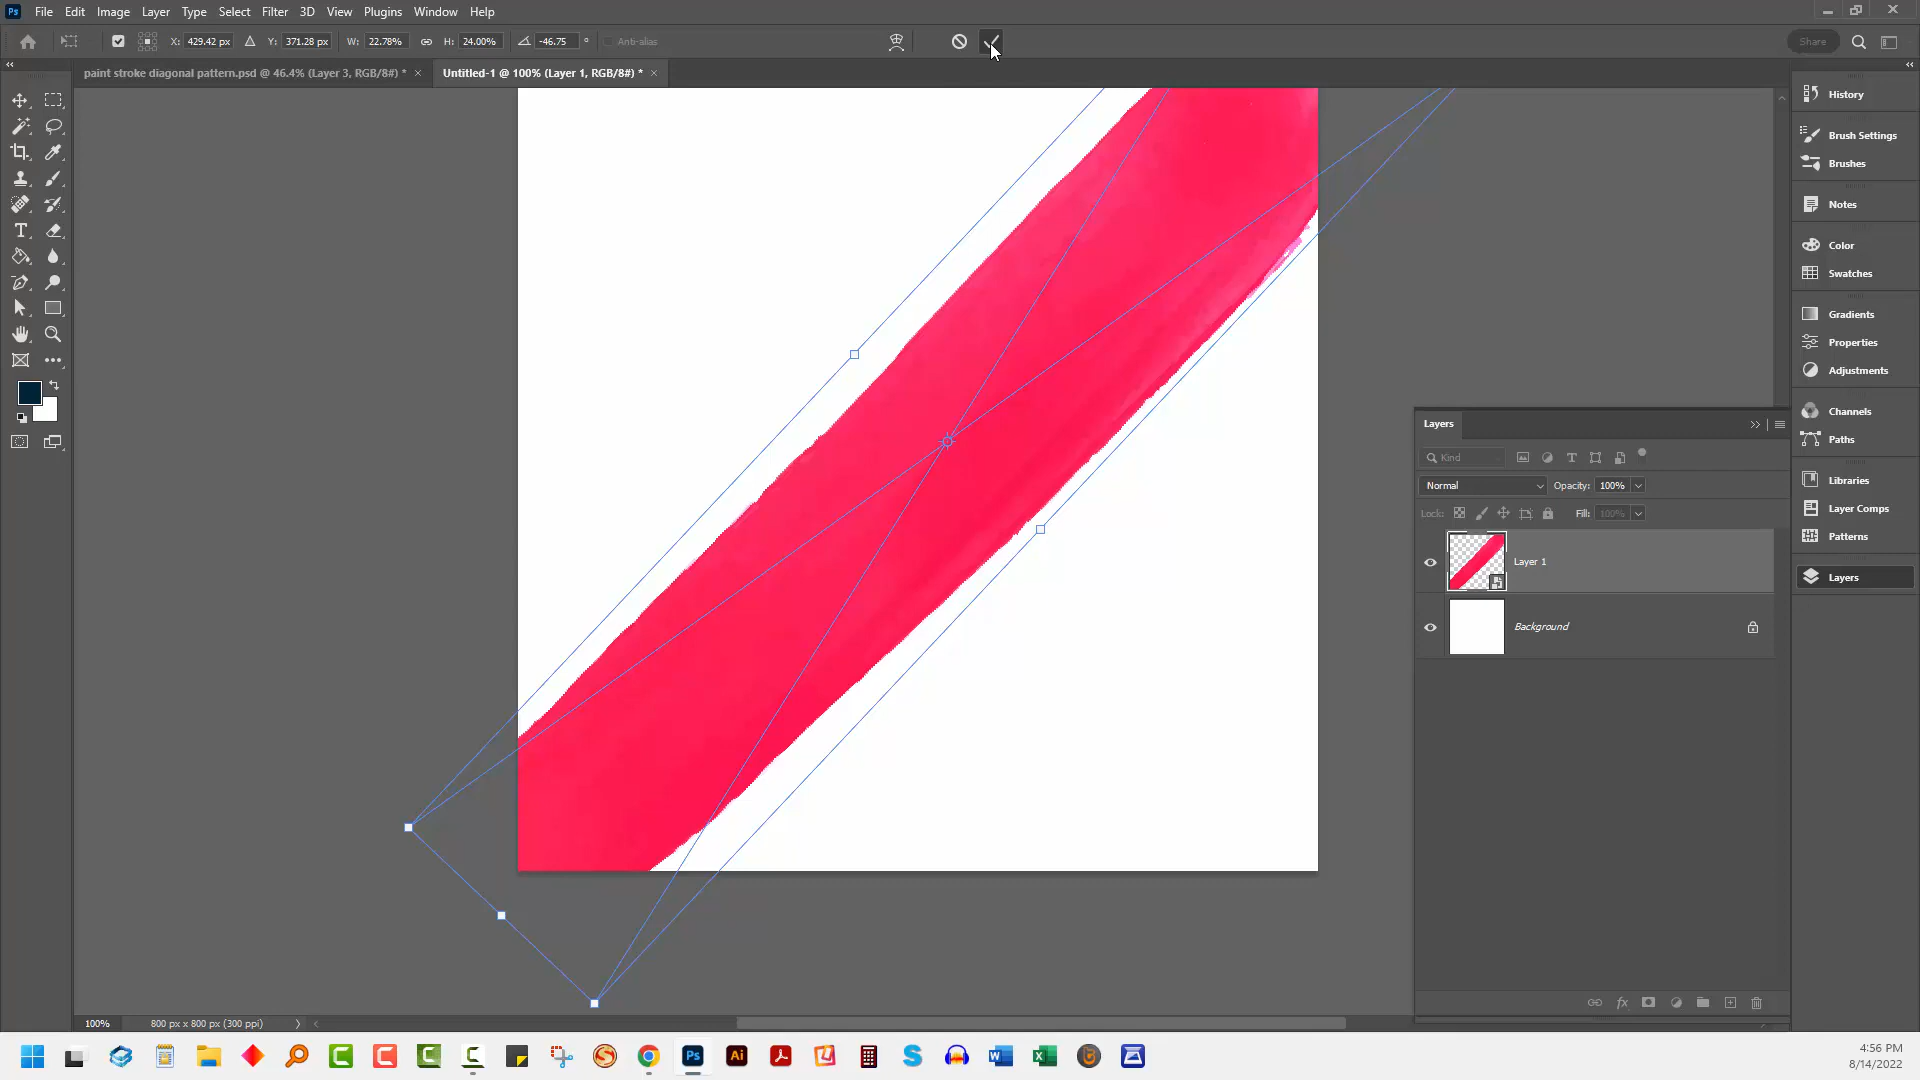 Ps File Edit Image Layer Type Select Filter 3D View Plugins Window Help
X: 429.42 px Y: 371.28 px W: 22.78% H: 24.00% -46.75 ° Anti-alias Share
paint stroke diagonal pattern.psd @ 46.4% (Layer 3, RGB/8#) * × Untitled-1 @ 100% (Layer 1, RGB/8#) * ×
History
Brush Settings
Brushes
Notes
Color
Swatches
Gradients
Properties
Adjustments
Channels
Paths
Libraries
Layer Comps
Patterns
Layers
Layers
Kind
Normal Opacity: 100%
Lock: Fill: 100%
Layer 1
Background
fx
100% 800 px x 800 px (300 ppi)
Ps Ai
4:56 PM
8/14/2022